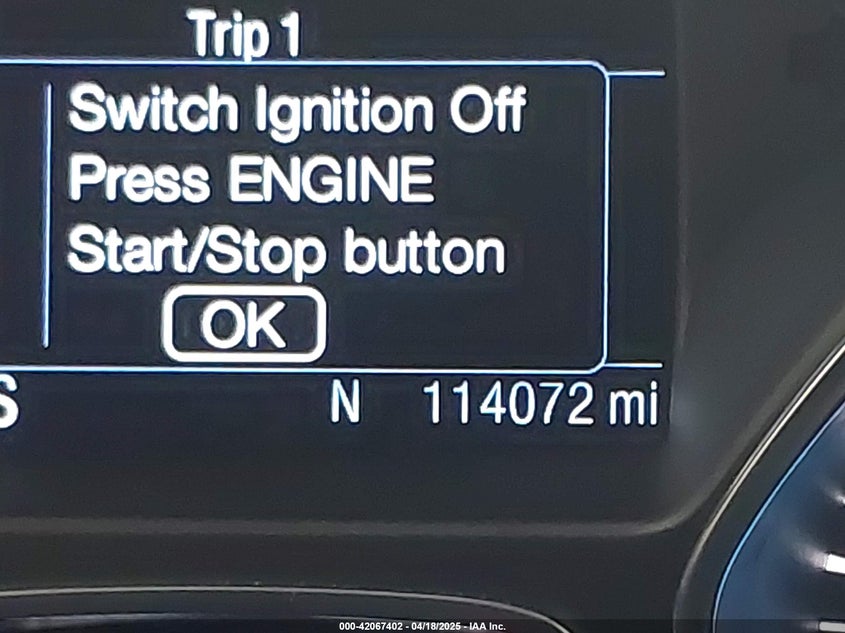 Trip 1
Switch Ignition Off
Press ENGINE
Start/Stop button
OK
S N 114072 mi
000-42067402 - 04/18/2025 - IAA Inc.